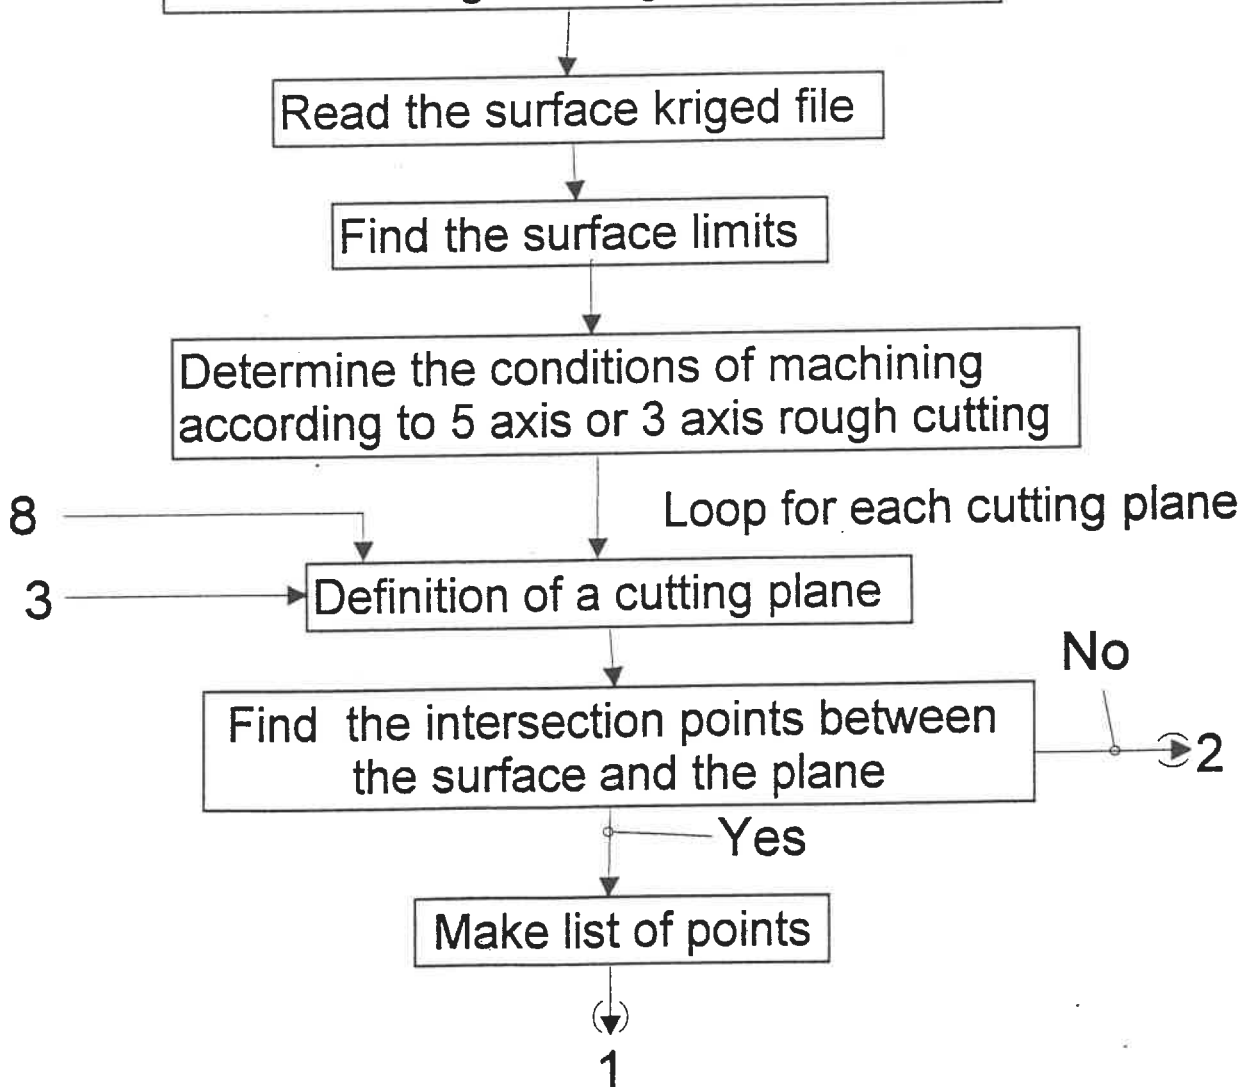 Read the surface kriged file
Find the surface limits
Determine the conditions of machining
according to 5 axis or 3 axis rough cutting
8
Loop for each cutting plane
3
Definition of a cutting plane
No
Find the intersection points between
the surface and the plane
2
Yes
Make list of points
1